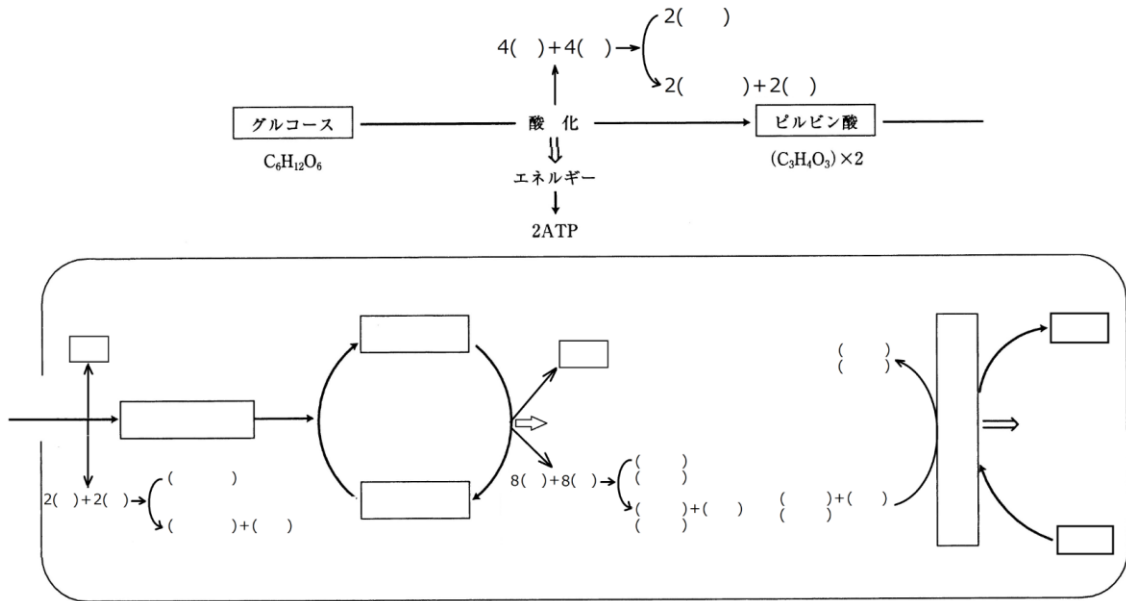 2(　)
4(　)+4(　)→
2(　)+2(　)
グルコース
酸 化
ピルビン酸
C₆H₁₂O₆
(C₃H₄O₃)×2
エネルギー
2ATP
(　)
(　)
(　)
2(　)+2(　)→
(　)+(　)
(　)
(　)
8(　)+8(　)→
(　)+(　)
(　)
(　)+(　)
(　)